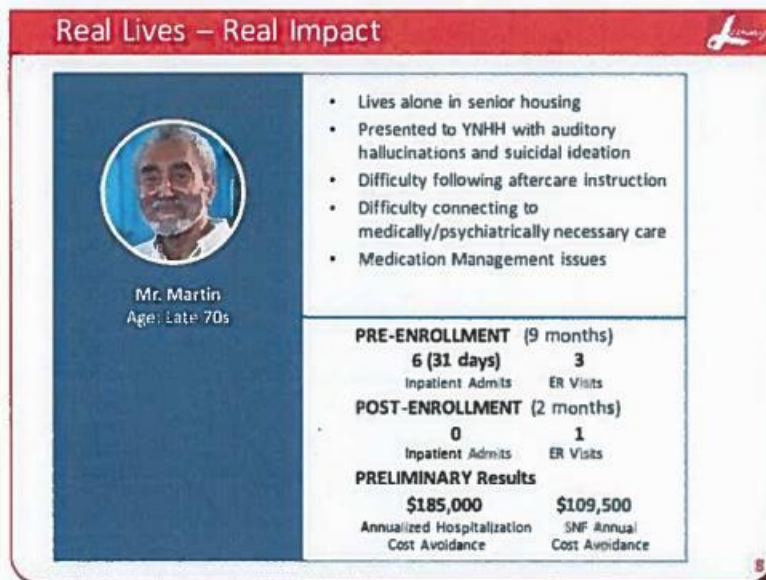 Real Lives – Real Impact
Mr. Martin
Age: Late 70s
• Lives alone in senior housing
• Presented to YNHH with auditory
hallucinations and suicidal ideation
• Difficulty following aftercare instruction
• Difficulty connecting to
medically/psychiatrically necessary care
• Medication Management issues
PRE-ENROLLMENT (9 months)
6 (31 days) 3
Inpatient Admits ER Visits
POST-ENROLLMENT (2 months)
0 1
Inpatient Admits ER Visits
PRELIMINARY Results
$185,000 $109,500
Annualized Hospitalization SNF Annual
Cost Avoidance Cost Avoidance
8